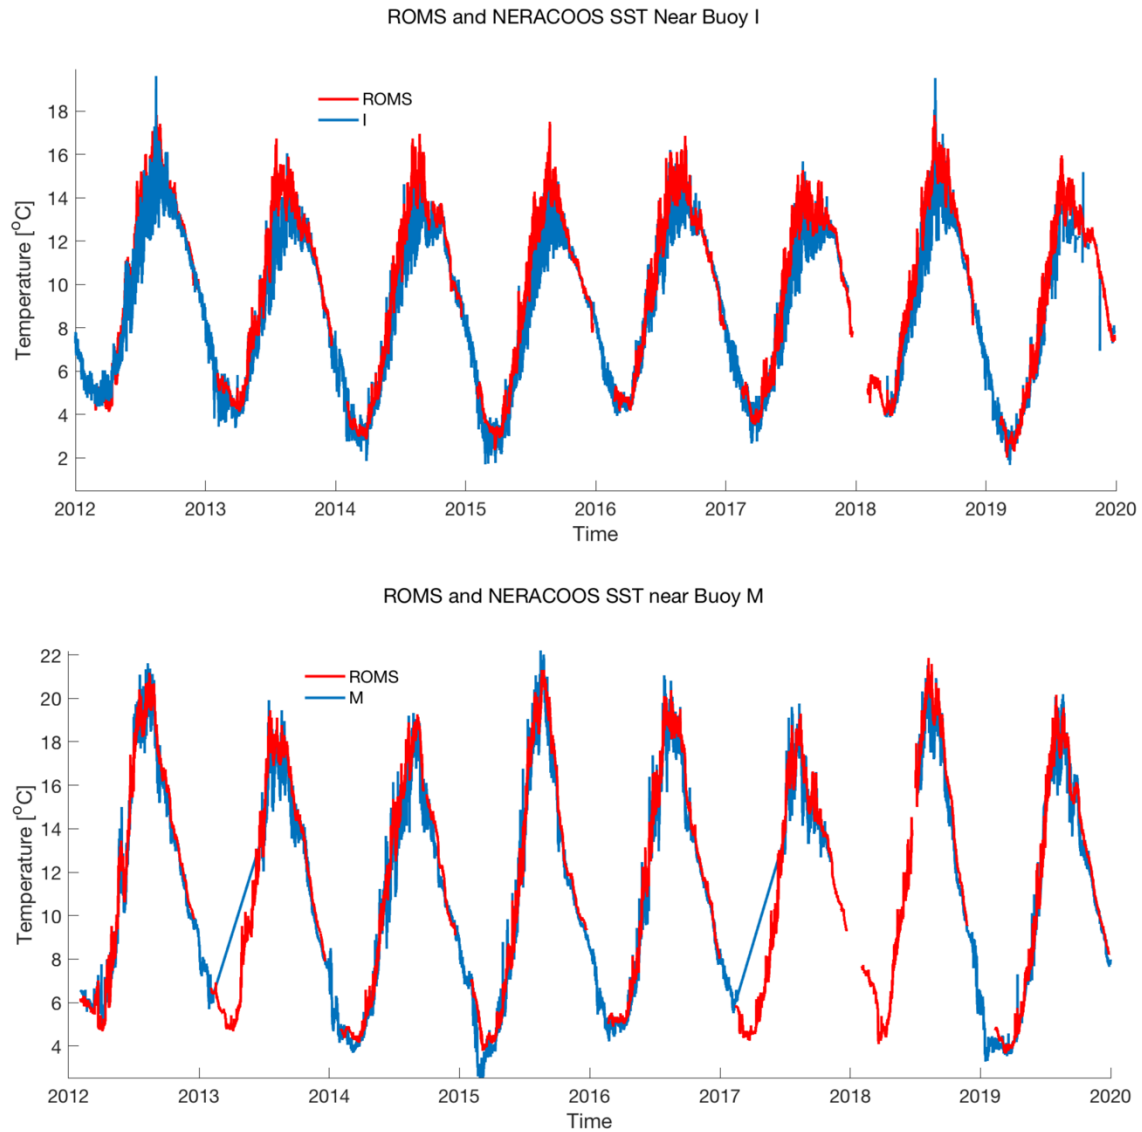 ROMS and NERACOOS SST Near Buoy I
ROMS
I
18
16
14
12
10
8
6
4
2
Temperature [°C]
2012 2013 2014 2015 2016 2017 2018 2019 2020
Time
ROMS and NERACOOS SST near Buoy M
ROMS
M
22
20
18
16
14
12
10
8
6
4
Temperature [°C]
2012 2013 2014 2015 2016 2017 2018 2019 2020
Time